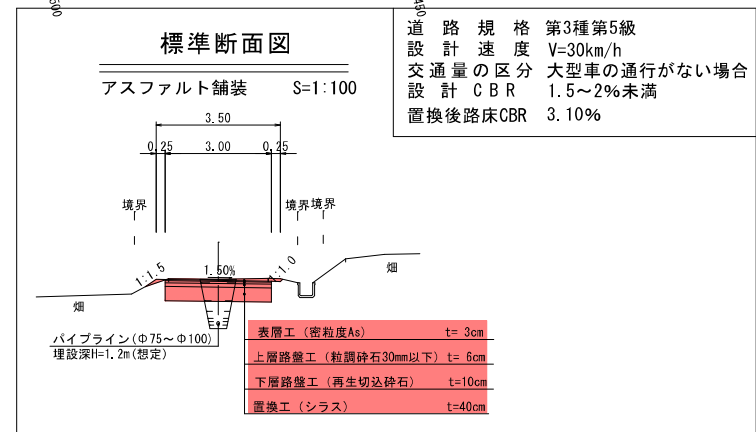 500
450
標準断面図
アスファルト舗装 S=1:100
道路規格 第3種第5級
設計速度 V=30km/h
交通量の区分 大型車の通行がない場合
設計CBR 1.5~2%未満
置換後路床CBR 3.10%
3.50
0.25 3.00 0.25
境界 境界 境界
1:1.5 1.50% 1:1.0
畑 畑
パイプライン(Φ75~Φ100)
埋設深H=1.2m(想定)
表層工(密粒度As) t= 3cm
上層路盤工(粒調砕石30mm以下) t= 6cm
下層路盤工(再生切込砕石) t=10cm
置換工(シラス) t=40cm